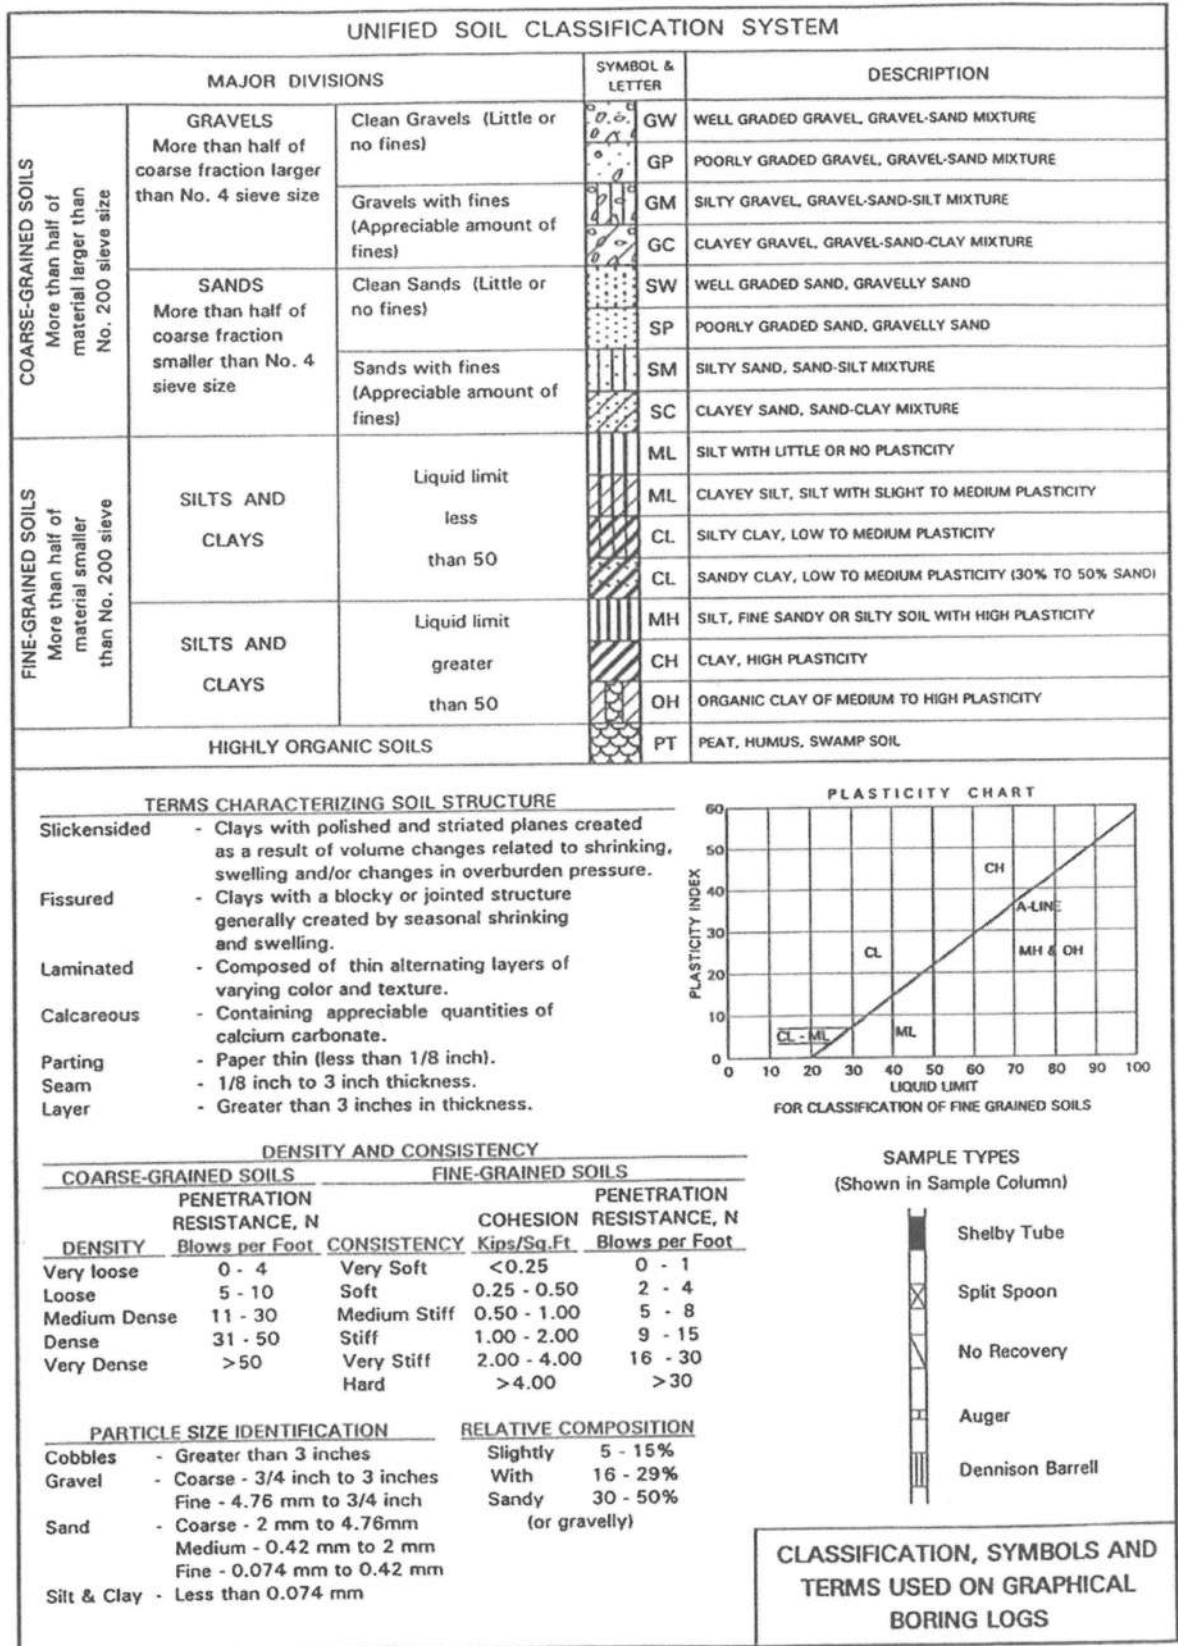 UNIFIED SOIL CLASSIFICATION SYSTEM
MAJOR DIVISIONS
SYMBOL &
LETTER
DESCRIPTION
COARSE-GRAINED SOILS
More than half of
material larger than
No. 200 sieve size
GRAVELS
More than half of
coarse fraction larger
than No. 4 sieve size
Clean Gravels (Little or
no fines)
GW WELL GRADED GRAVEL, GRAVEL-SAND MIXTURE
GP POORLY GRADED GRAVEL, GRAVEL-SAND MIXTURE
Gravels with fines
(Appreciable amount of
fines)
GM SILTY GRAVEL, GRAVEL-SAND-SILT MIXTURE
GC CLAYEY GRAVEL, GRAVEL-SAND-CLAY MIXTURE
SANDS
More than half of
coarse fraction
smaller than No. 4
sieve size
Clean Sands (Little or
no fines)
SW WELL GRADED SAND, GRAVELLY SAND
SP POORLY GRADED SAND, GRAVELLY SAND
Sands with fines
(Appreciable amount of
fines)
SM SILTY SAND, SAND-SILT MIXTURE
SC CLAYEY SAND, SAND-CLAY MIXTURE
FINE-GRAINED SOILS
More than half of
material smaller
than No. 200 sieve
SILTS AND
CLAYS
Liquid limit
less
than 50
ML SILT WITH LITTLE OR NO PLASTICITY
ML CLAYEY SILT, SILT WITH SLIGHT TO MEDIUM PLASTICITY
CL SILTY CLAY, LOW TO MEDIUM PLASTICITY
CL SANDY CLAY, LOW TO MEDIUM PLASTICITY (30% TO 50% SAND)
SILTS AND
CLAYS
Liquid limit
greater
than 50
MH SILT, FINE SANDY OR SILTY SOIL WITH HIGH PLASTICITY
CH CLAY, HIGH PLASTICITY
OH ORGANIC CLAY OF MEDIUM TO HIGH PLASTICITY
HIGHLY ORGANIC SOILS
PT PEAT, HUMUS, SWAMP SOIL
TERMS CHARACTERIZING SOIL STRUCTURE
Slickensided - Clays with polished and striated planes created
as a result of volume changes related to shrinking,
swelling and/or changes in overburden pressure.
Fissured - Clays with a blocky or jointed structure
generally created by seasonal shrinking
and swelling.
Laminated - Composed of thin alternating layers of
varying color and texture.
Calcareous - Containing appreciable quantities of
calcium carbonate.
Parting - Paper thin (less than 1/8 inch).
Seam - 1/8 inch to 3 inch thickness.
Layer - Greater than 3 inches in thickness.
PLASTICITY CHART
PLASTICITY INDEX
60
50
40
30
20
10
0
CH
A-LINE
CL
MH & OH
CL - ML
ML
0 10 20 30 40 50 60 70 80 90 100
LIQUID LIMIT
FOR CLASSIFICATION OF FINE GRAINED SOILS
DENSITY AND CONSISTENCY
COARSE-GRAINED SOILS FINE-GRAINED SOILS
PENETRATION PENETRATION
RESISTANCE, N COHESION RESISTANCE, N
DENSITY Blows per Foot CONSISTENCY Kips/Sq.Ft Blows per Foot
Very loose 0 - 4 Very Soft <0.25 0 - 1
Loose 5 - 10 Soft 0.25 - 0.50 2 - 4
Medium Dense 11 - 30 Medium Stiff 0.50 - 1.00 5 - 8
Dense 31 - 50 Stiff 1.00 - 2.00 9 - 15
Very Dense >50 Very Stiff 2.00 - 4.00 16 - 30
Hard >4.00 >30
SAMPLE TYPES
(Shown in Sample Column)
Shelby Tube
Split Spoon
No Recovery
Auger
Dennison Barrell
PARTICLE SIZE IDENTIFICATION
Cobbles - Greater than 3 inches
Gravel - Coarse - 3/4 inch to 3 inches
Fine - 4.76 mm to 3/4 inch
Sand - Coarse - 2 mm to 4.76mm
Medium - 0.42 mm to 2 mm
Fine - 0.074 mm to 0.42 mm
Silt & Clay - Less than 0.074 mm
RELATIVE COMPOSITION
Slightly 5 - 15%
With 16 - 29%
Sandy 30 - 50%
(or gravelly)
CLASSIFICATION, SYMBOLS AND
TERMS USED ON GRAPHICAL
BORING LOGS